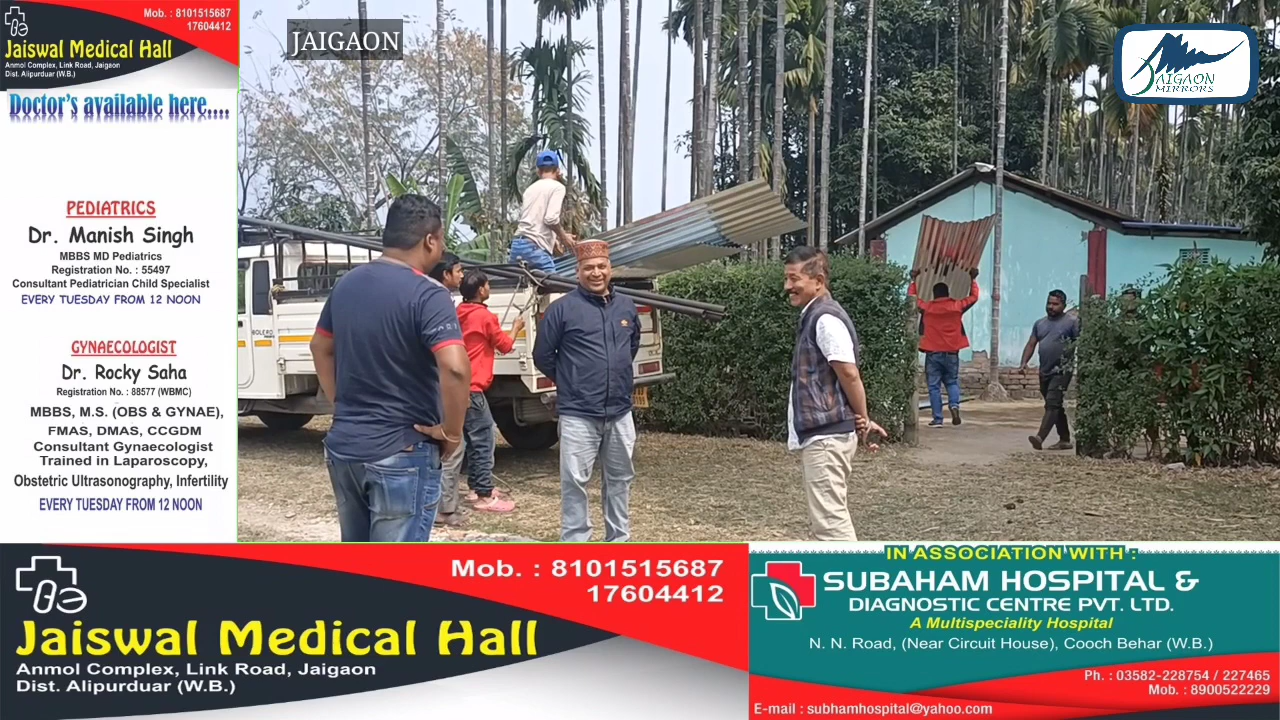 Mob. : 8101515687
17604412
Jaiswal Medical Hall
Anmol Complex, Link Road, Jaigaon
Dist. Alipurduar (W.B.)
Doctor's available here....
PEDIATRICS
Dr. Manish Singh
MBBS MD Pediatrics
Registration No. : 55497
Consultant Pediatrician Child Specialist
EVERY TUESDAY FROM 12 NOON
GYNAECOLOGIST
Dr. Rocky Saha
Registration No. : 88577 (WBMC)
MBBS, M.S. (OBS & GYNAE),
FMAS, DMAS, CCGDM
Consultant Gynaecologist
Trained in Laparoscopy,
Obstetric Ultrasonography, Infertility
EVERY TUESDAY FROM 12 NOON
JAIGAON
JAIGAON
MIRRORS
BOLERO
Mob. : 8101515687
17604412
Jaiswal Medical Hall
Anmol Complex, Link Road, Jaigaon
Dist. Alipurduar (W.B.)
IN ASSOCIATION WITH :
SUBAHAM HOSPITAL &
DIAGNOSTIC CENTRE PVT. LTD.
A Multispeciality Hospital
N. N. Road, (Near Circuit House), Cooch Behar (W.B.)
Ph. : 03582-228754 / 227465
Mob. : 8900522229
E-mail : subhamhospital@yahoo.com